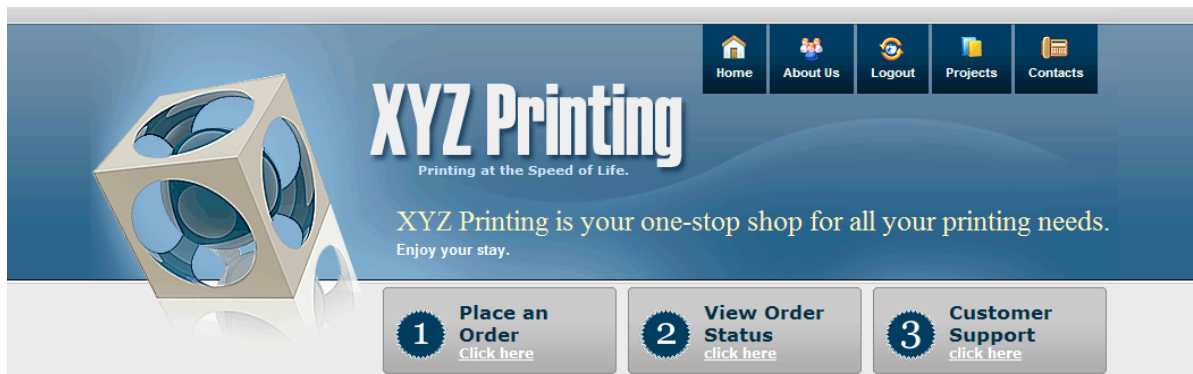 Home About Us Logout Projects Contacts
XYZ Printing
Printing at the Speed of Life.
XYZ Printing is your one-stop shop for all your printing needs.
Enjoy your stay.
1
Place an
Order
Click here
2
View Order
Status
click here
3
Customer
Support
click here